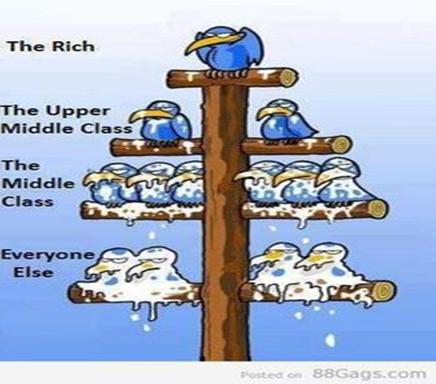 The Rich
The Upper
Middle Class
The
Middle
Class
Everyone
Else
Posted on 88Gags.com